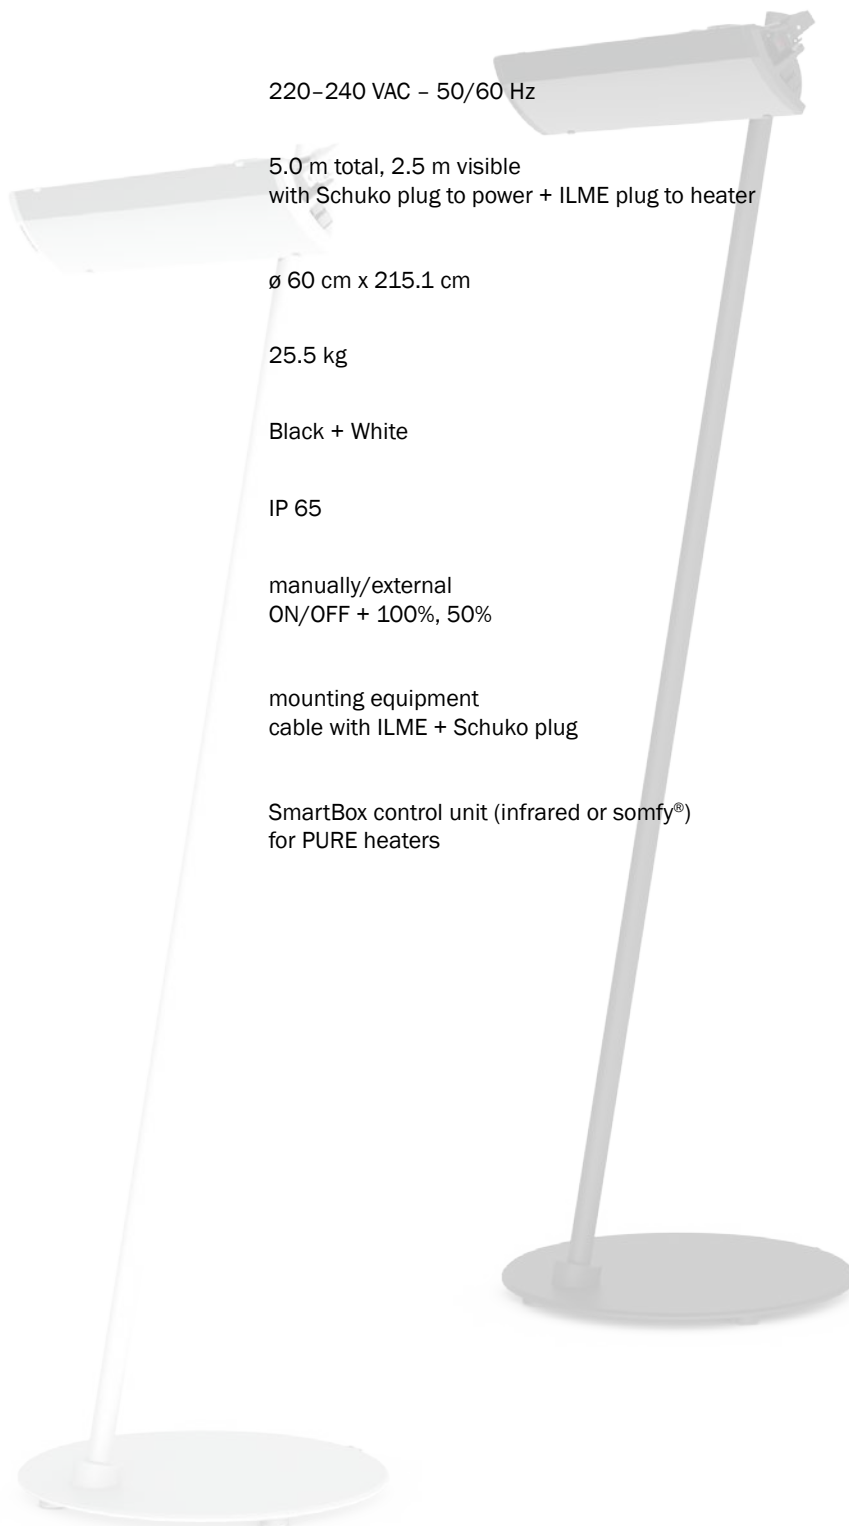 220–240 VAC – 50/60 Hz
5.0 m total, 2.5 m visible
with Schuko plug to power + ILME plug to heater
ø 60 cm x 215.1 cm
25.5 kg
Black + White
IP 65
manually/external
ON/OFF + 100%, 50%
mounting equipment
cable with ILME + Schuko plug
SmartBox control unit (infrared or somfy®)
for PURE heaters